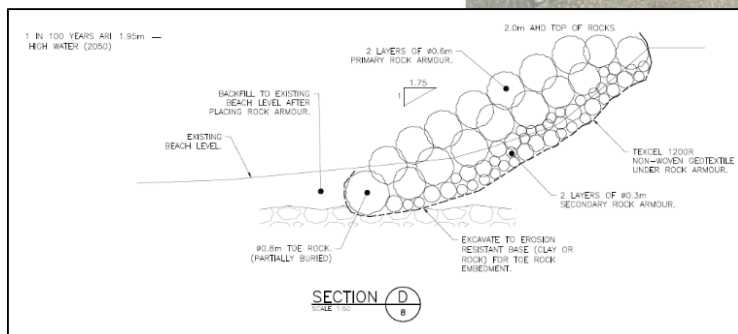 1 IN 100 YEARS ARI 1.95m —
HIGH WATER (2050)
2.0m AHD TOP OF ROCKS
2 LAYERS OF ø0.6m
PRIMARY ROCK ARMOUR.
1.75
1
BACKFILL TO EXISTING
BEACH LEVEL AFTER
PLACING ROCK ARMOUR.
EXISTING
BEACH LEVEL.
TEXCEL 1200R
NON-WOVEN GEOTEXTILE
UNDER ROCK ARMOUR.
2 LAYERS OF ø0.3m
SECONDARY ROCK ARMOUR.
ø0.8m TOE ROCK.
(PARTIALLY BURIED)
EXCAVATE TO EROSION
RESISTANT BASE (CLAY OR
ROCK) FOR TOE ROCK
EMBEDMENT.
SECTION D
SCALE 1:50
8